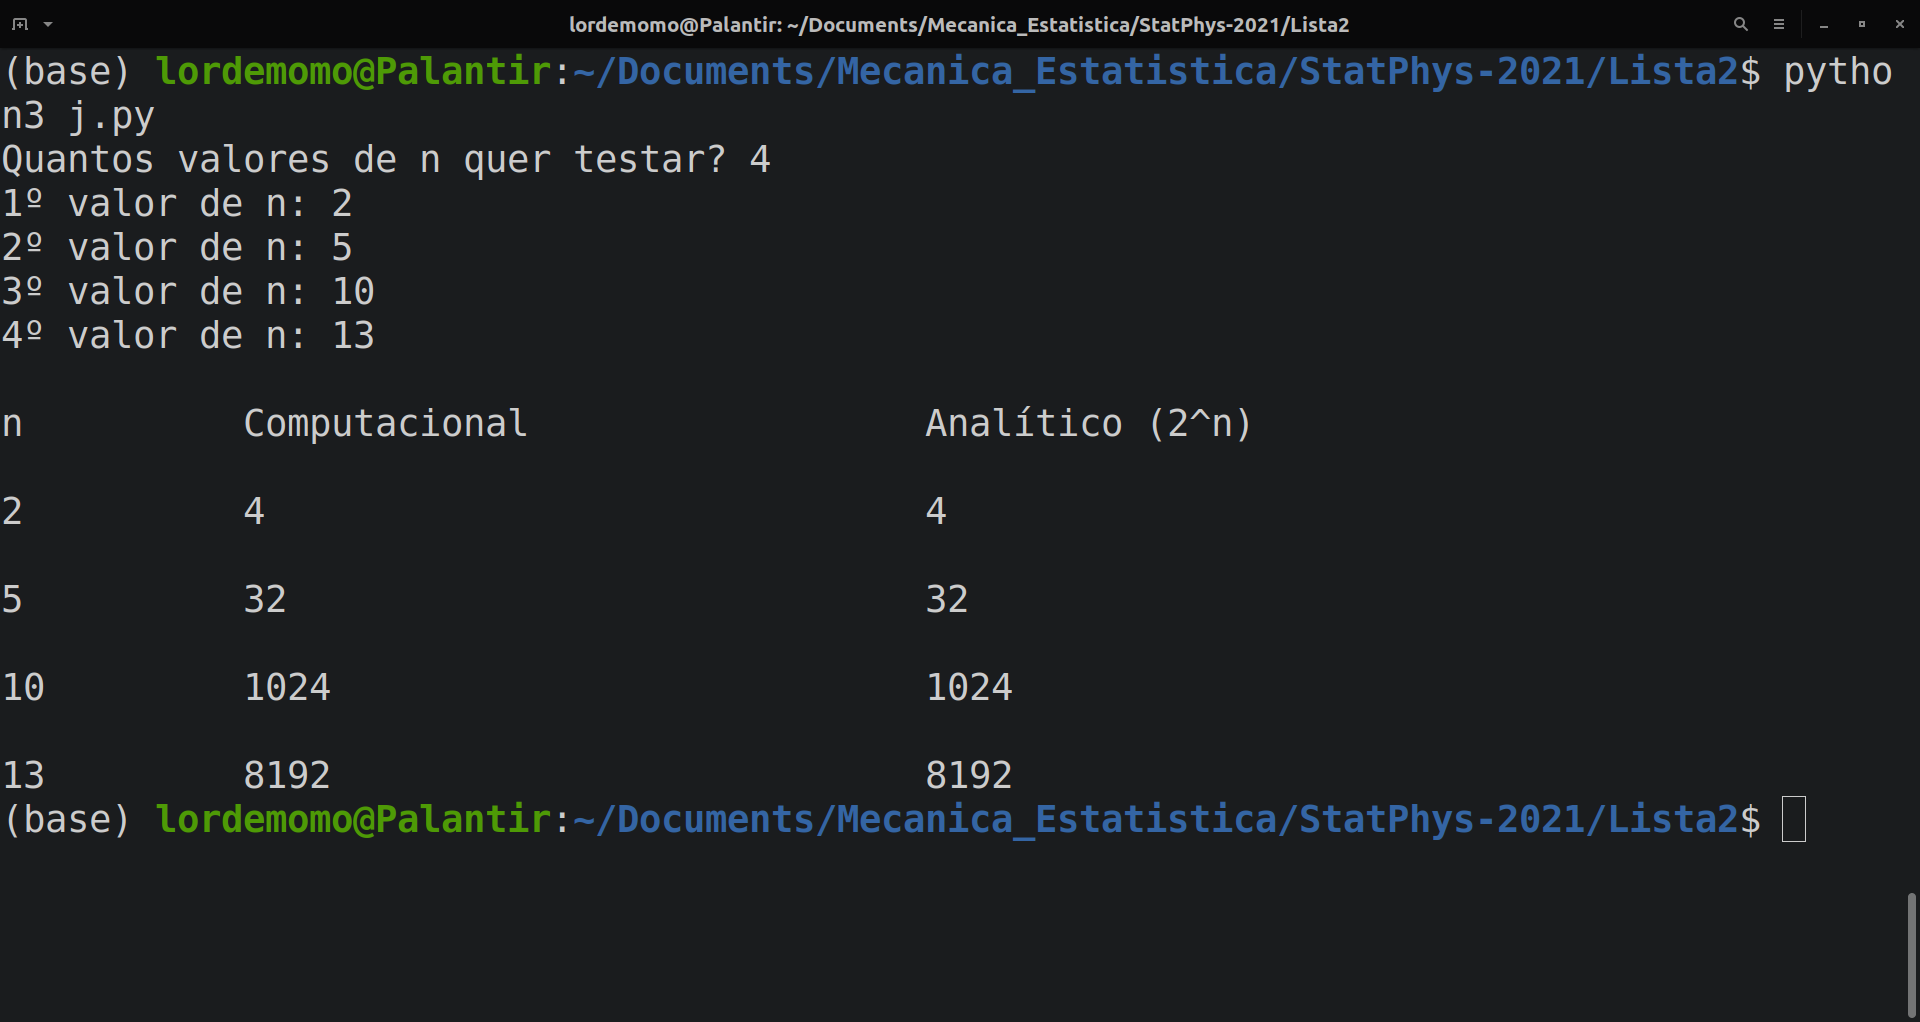 lordemomo@Palantir: ~/Documents/Mecanica_Estatistica/StatPhys-2021/Lista2
(base) lordemomo@Palantir:~/Documents/Mecanica_Estatistica/StatPhys-2021/Lista2$ pytho
n3 j.py
Quantos valores de n quer testar? 4
1º valor de n: 2
2º valor de n: 5
3º valor de n: 10
4º valor de n: 13
n Computacional Analítico (2^n)
2 4 4
5 32 32
10 1024 1024
13 8192 8192
(base) lordemomo@Palantir:~/Documents/Mecanica_Estatistica/StatPhys-2021/Lista2$